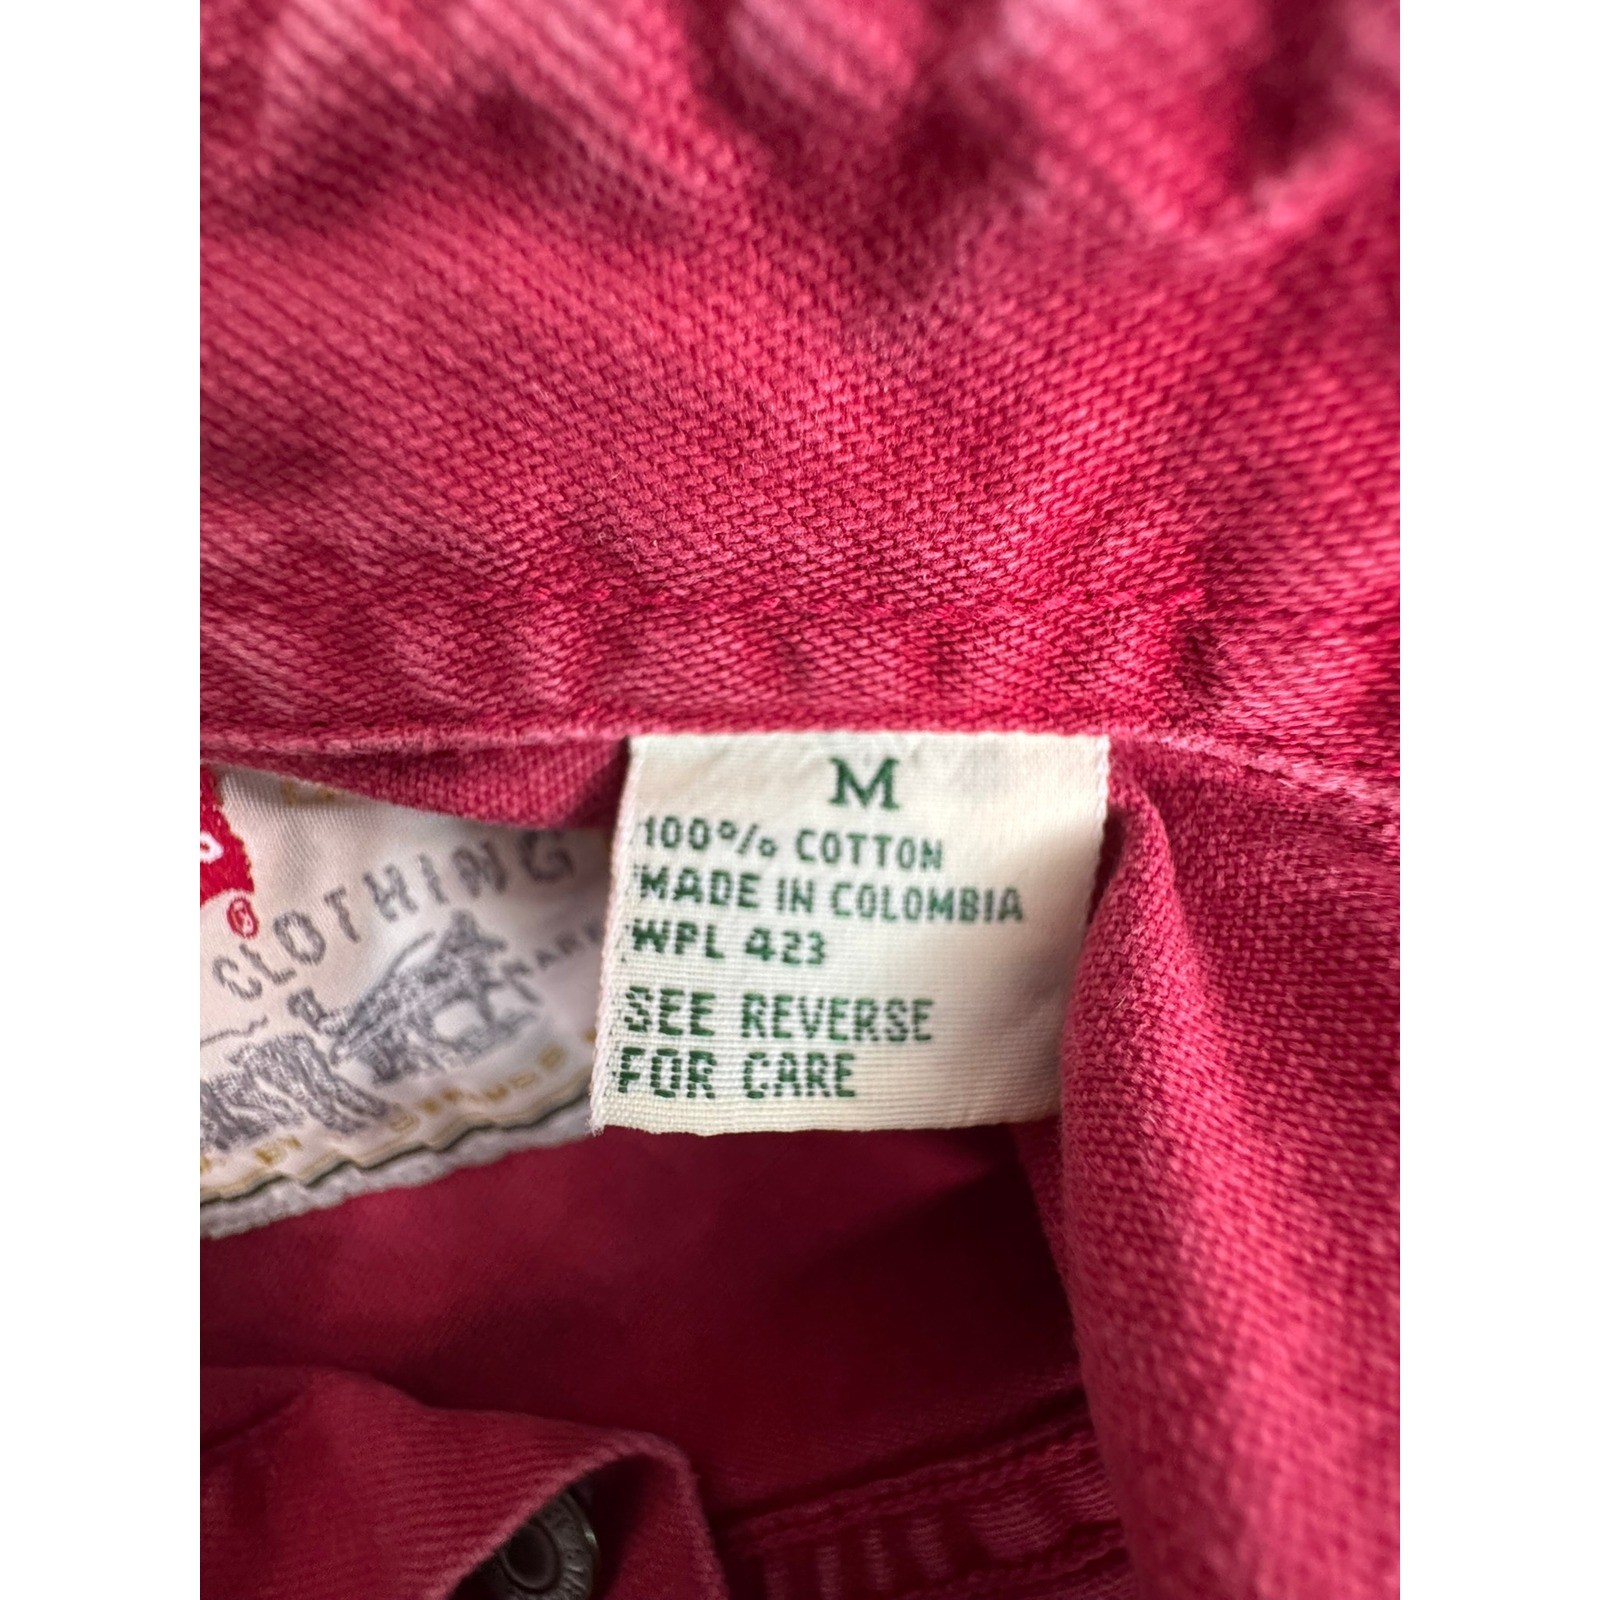 M
100% COTTON
MADE IN COLOMBIA
WPL 423
SEE REVERSE
FOR CARE
®
CLOTHING